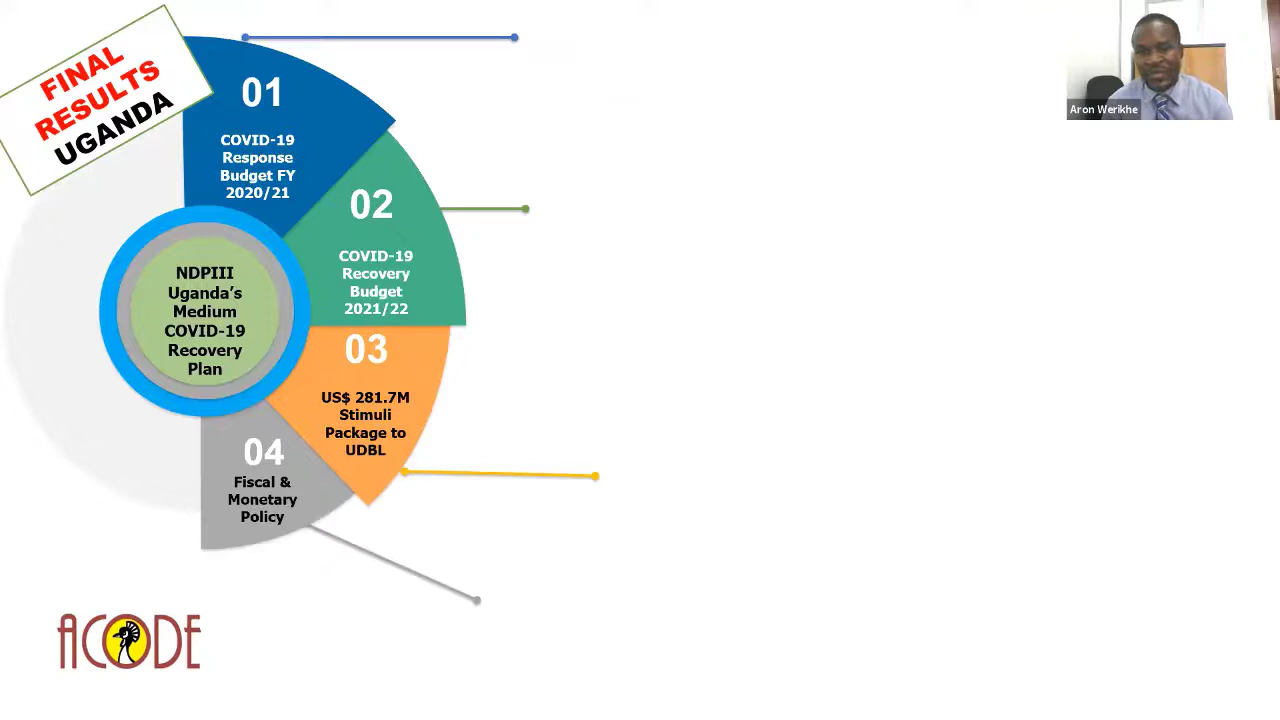 FINAL
RESULTS
UGANDA
01
COVID-19
Response
Budget FY
2020/21
02
COVID-19
Recovery
Budget
2021/22
NDPIII
Uganda’s
Medium
COVID-19
Recovery
Plan
03
US$ 281.7M
Stimuli
Package to
UDBL
04
Fiscal &
Monetary
Policy
ACODE
Aron Werikhe